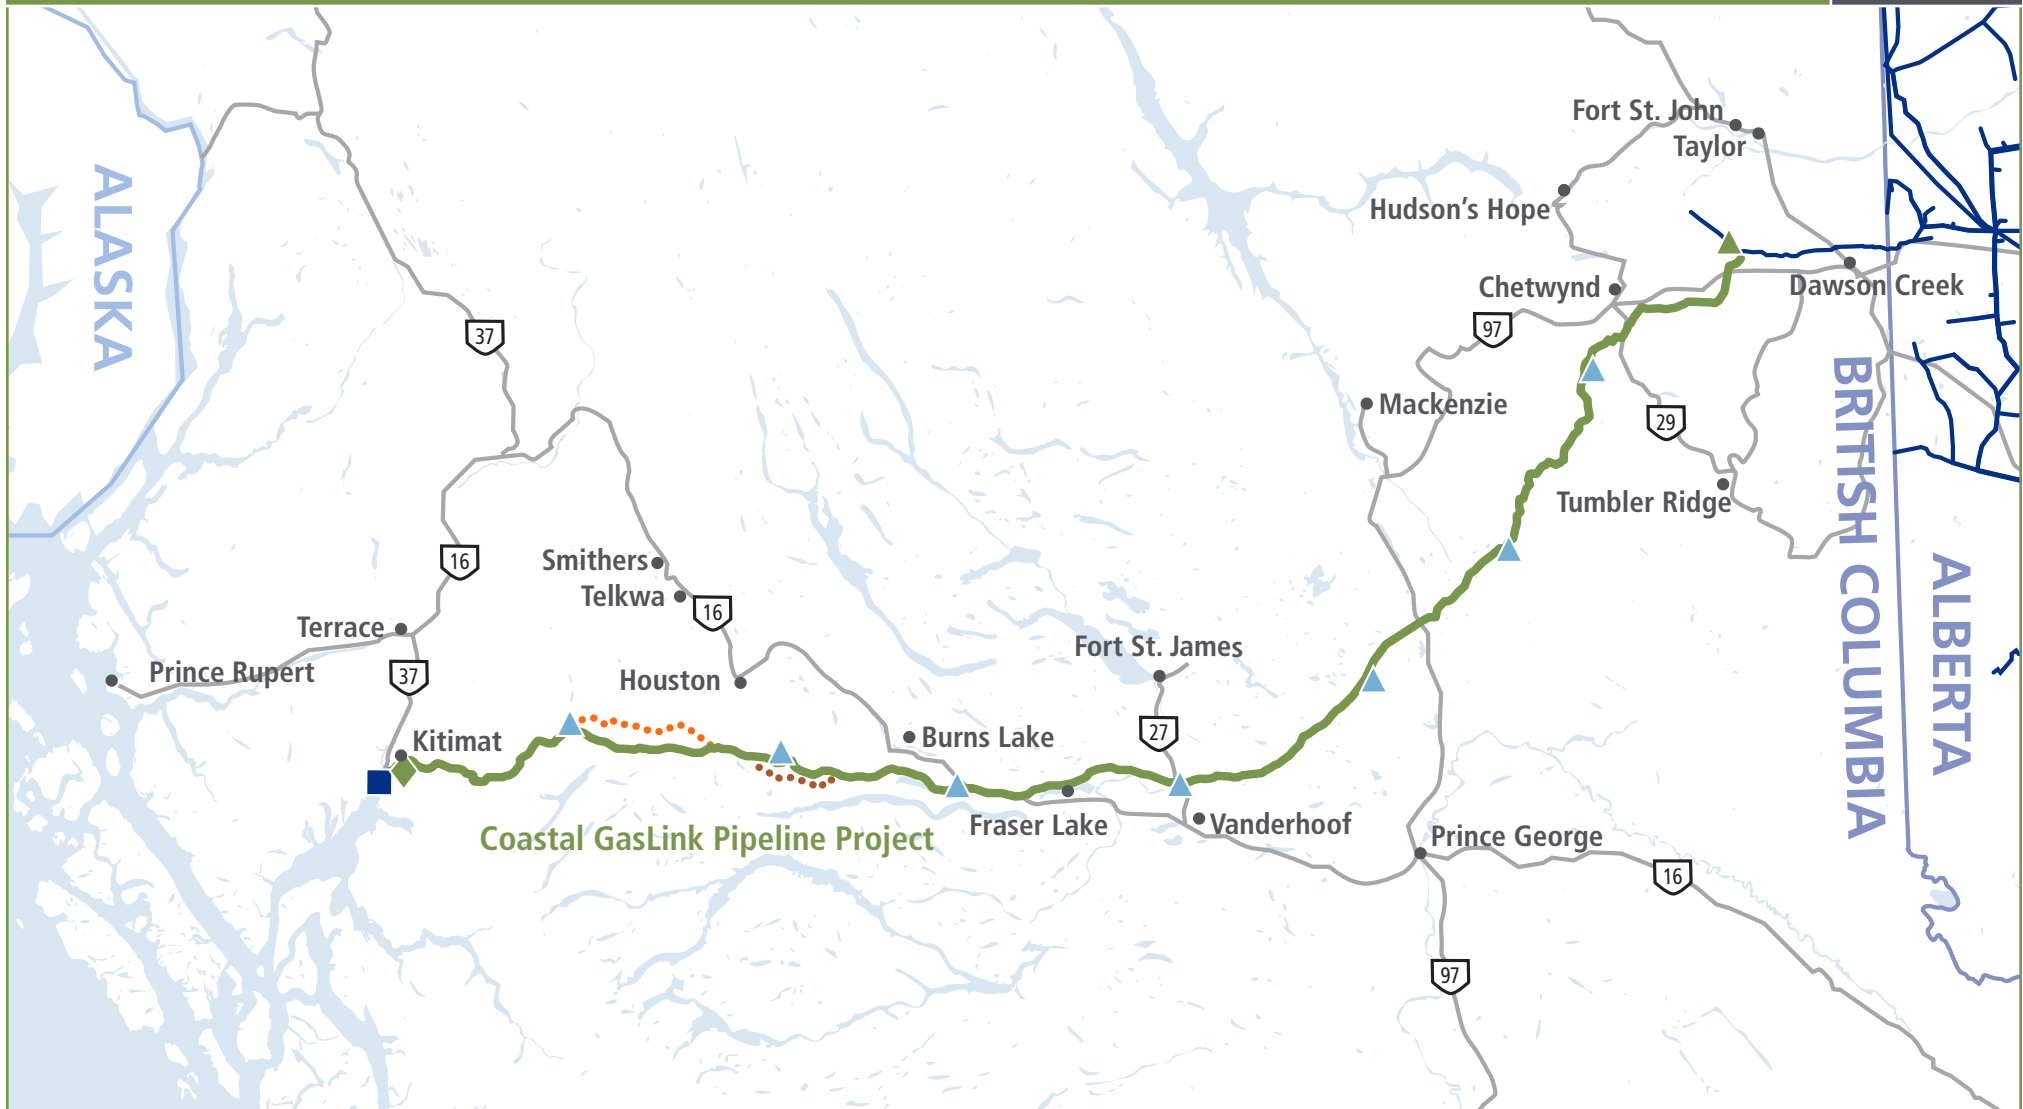 Fort St. John
Taylor
ALASKA
Hudson's Hope
Chetwynd
Dawson Creek
37
97
BRITISH COLUMBIA
Mackenzie
29
Tumbler Ridge
16
Smithers
Telkwa
16
ALBERTA
Terrace
Fort St. James
Prince Rupert
37
Houston
Kitimat
Burns Lake
27
Coastal GasLink Pipeline Project
Fraser Lake
Vanderhoof
Prince George
16
97